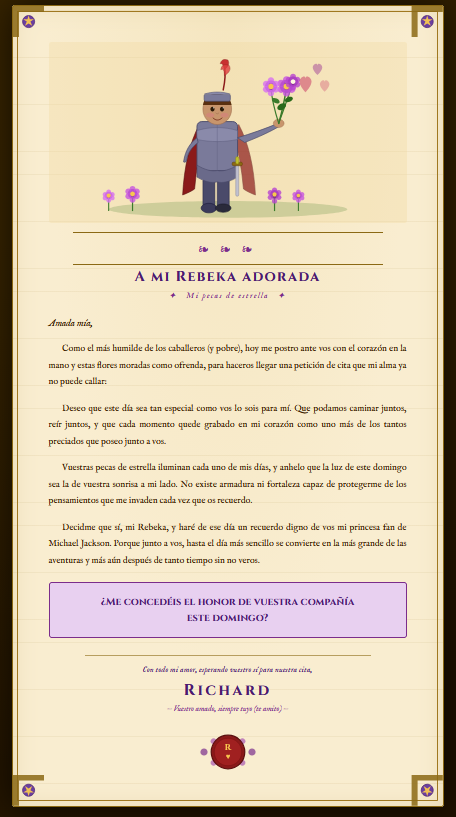 A mi Rebeka adorada
✦ Mi pecas de estrella ✦
Amada mía,
Como el más humilde de los caballeros (y pobre), hoy me postro ante vos con el corazón en la
mano y estas flores moradas como ofrenda, para haceros llegar una petición de cita que mi alma ya
no puede callar:
Deseo que este día sea tan especial como vos lo sois para mí. Que podamos caminar juntos,
reír juntos, y que cada momento quede grabado en mi corazón como uno más de los tantos
preciados que poseo junto a vos.
Vuestras pecas de estrella iluminan cada uno de mis días, y anhelo que la luz de este domingo
sea la de vuestra sonrisa a mi lado. No existe armadura ni fortaleza capaz de protegerme de los
pensamientos que me invaden cada vez que os recuerdo.
Decidme que sí, mi Rebeka, y haré de ese día un recuerdo digno de vos mi princesa fan de
Michael Jackson. Porque junto a vos, hasta el día más sencillo se convierte en la más grande de las
aventuras y más aún después de tanto tiempo sin no veros.
¿Me concedéis el honor de vuestra compañía
este domingo?
Con todo mi amor, esperando vuestro sí para nuestra cita,
Richard
~ Vuestro amado, siempre tuyo (te amito) ~
R
♥